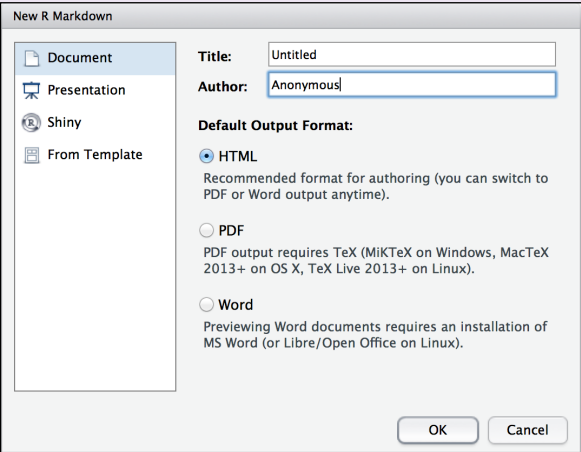 New R Markdown
Document
Presentation
Shiny
From Template
Title: Untitled
Author: Anonymous
Default Output Format:
HTML
Recommended format for authoring (you can switch to
PDF or Word output anytime).
PDF
PDF output requires TeX (MiKTeX on Windows, MacTeX
2013+ on OS X, TeX Live 2013+ on Linux).
Word
Previewing Word documents requires an installation of
MS Word (or Libre/Open Office on Linux).
OK Cancel